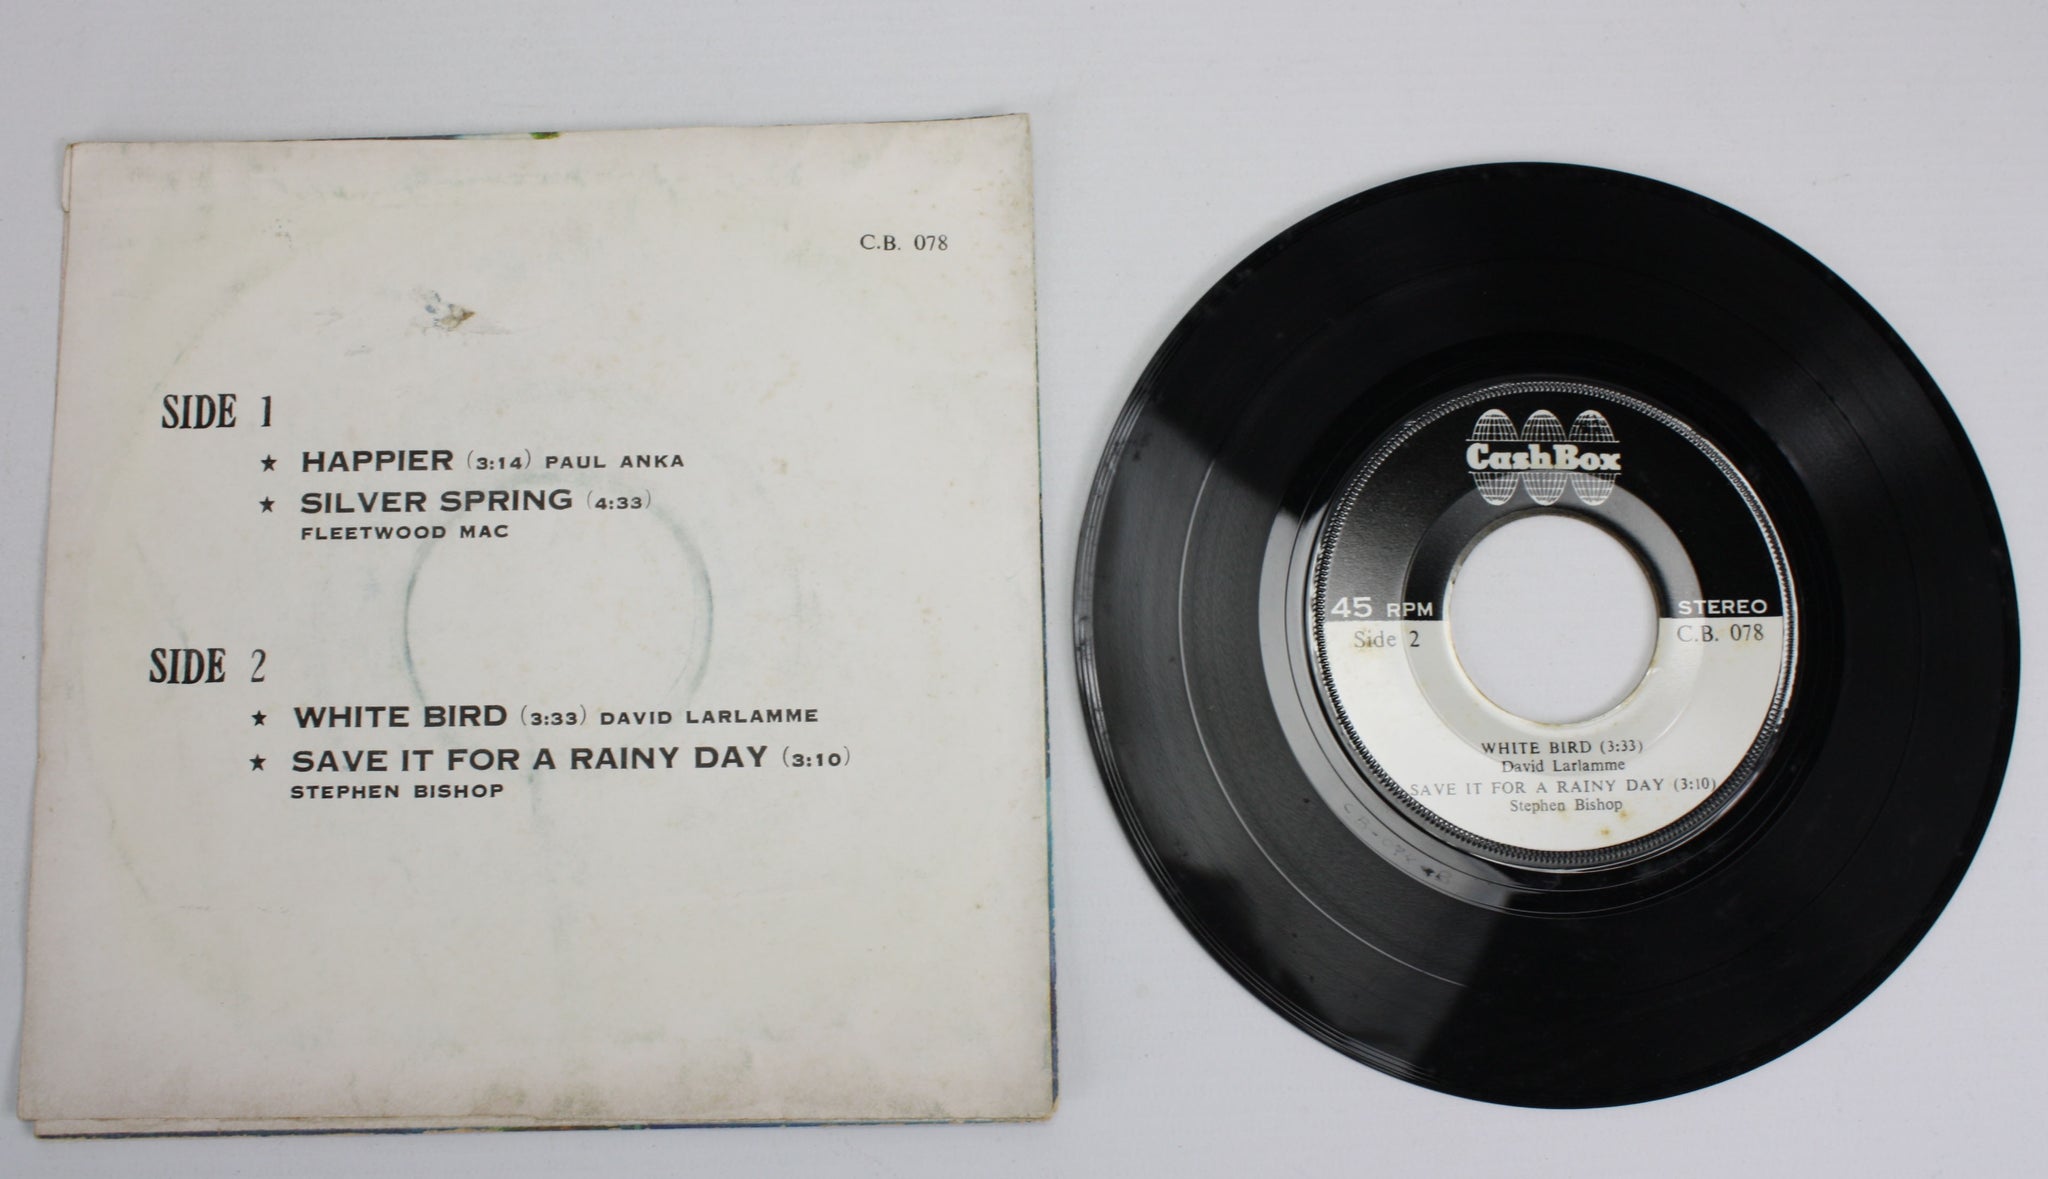 C.B. 078
SIDE 1
★ HAPPIER (3:14) PAUL ANKA
★ SILVER SPRING (4:33)
FLEETWOOD MAC
SIDE 2
★ WHITE BIRD (3:33) DAVID LARLAMME
★ SAVE IT FOR A RAINY DAY (3:10)
STEPHEN BISHOP
CashBox
45 RPM STEREO
Side 2 C.B. 078
WHITE BIRD (3:33)
David Larlamme
SAVE IT FOR A RAINY DAY (3:10)
Stephen Bishop